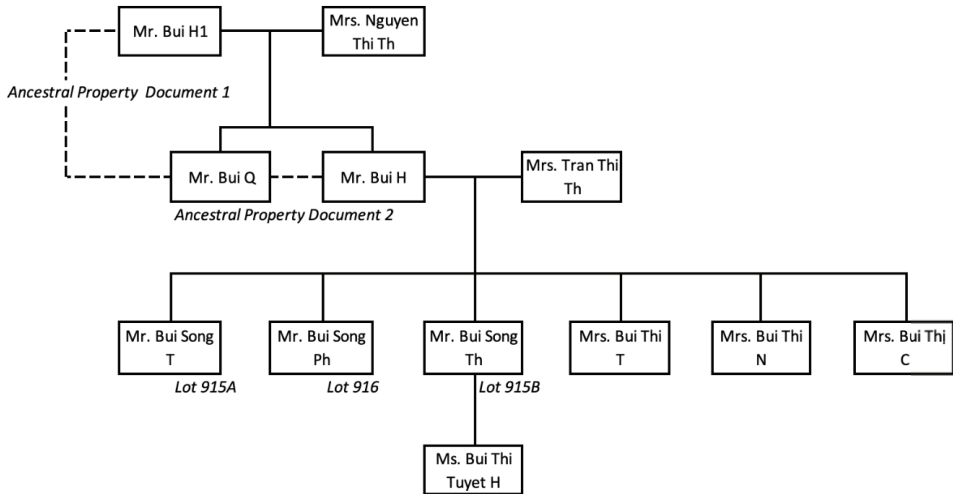 Mr. Bui H1
Mrs. Nguyen
Thi Th
Ancestral Property Document 1
Mr. Bui Q
Mr. Bui H
Mrs. Tran Thi
Th
Ancestral Property Document 2
Mr. Bui Song
T
Mr. Bui Song
Ph
Mr. Bui Song
Th
Mrs. Bui Thi
T
Mrs. Bui Thi
N
Mrs. Bui Thị
C
Lot 915A
Lot 916
Lot 915B
Ms. Bui Thi
Tuyet H